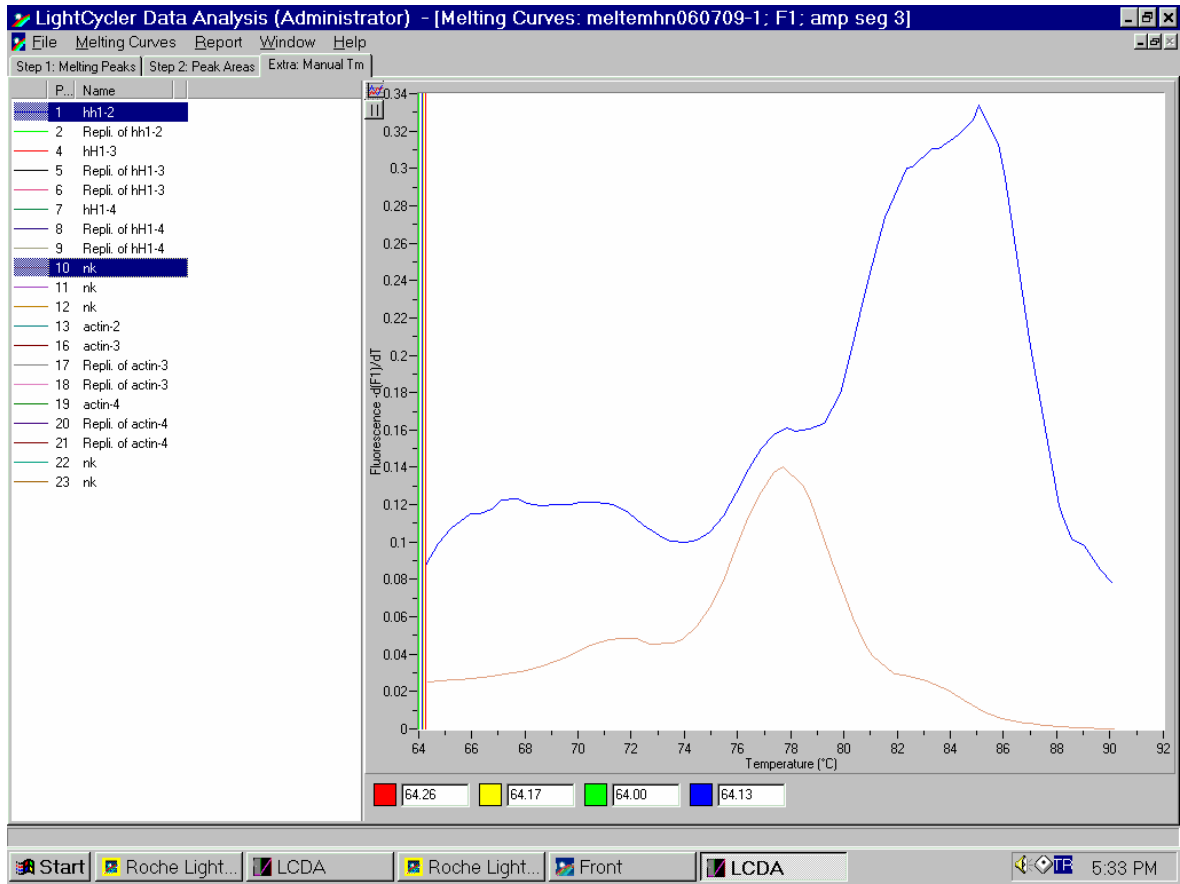 LightCycler Data Analysis (Administrator) - [Melting Curves: meltemhn060709-1; F1; amp seg 3]
File Melting Curves Report Window Help
Step 1: Melting Peaks Step 2: Peak Areas Extra: Manual Tm
P... Name
1 hh1-2
2 Repli. of hh1-2
4 hH1-3
5 Repli. of hH1-3
6 Repli. of hH1-3
7 hH1-4
8 Repli. of hH1-4
9 Repli. of hH1-4
10 nk
11 nk
12 nk
13 actin-2
16 actin-3
17 Repli. of actin-3
18 Repli. of actin-3
19 actin-4
20 Repli. of actin-4
21 Repli. of actin-4
22 nk
23 nk
Fluorescence -d(F1)/dT
0.34
0.32
0.3
0.28
0.26
0.24
0.22
0.2
0.18
0.16
0.14
0.12
0.1
0.08
0.06
0.04
0.02
0
64 66 68 70 72 74 76 78 80 82 84 86 88 90 92
Temperature (°C)
64.26 64.17 64.00 64.13
Start Roche Light... LCDA Roche Light... Front LCDA TR 5:33 PM